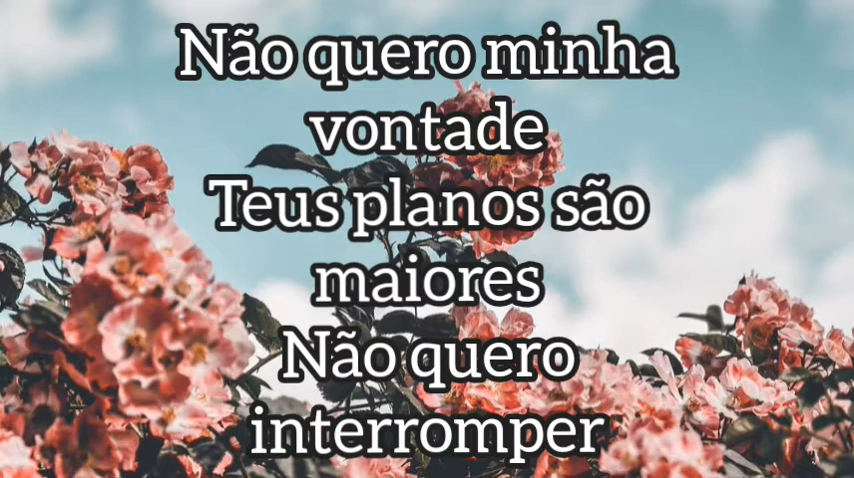 Não quero minha
vontade
Teus planos são
maiores
Não quero
interromper